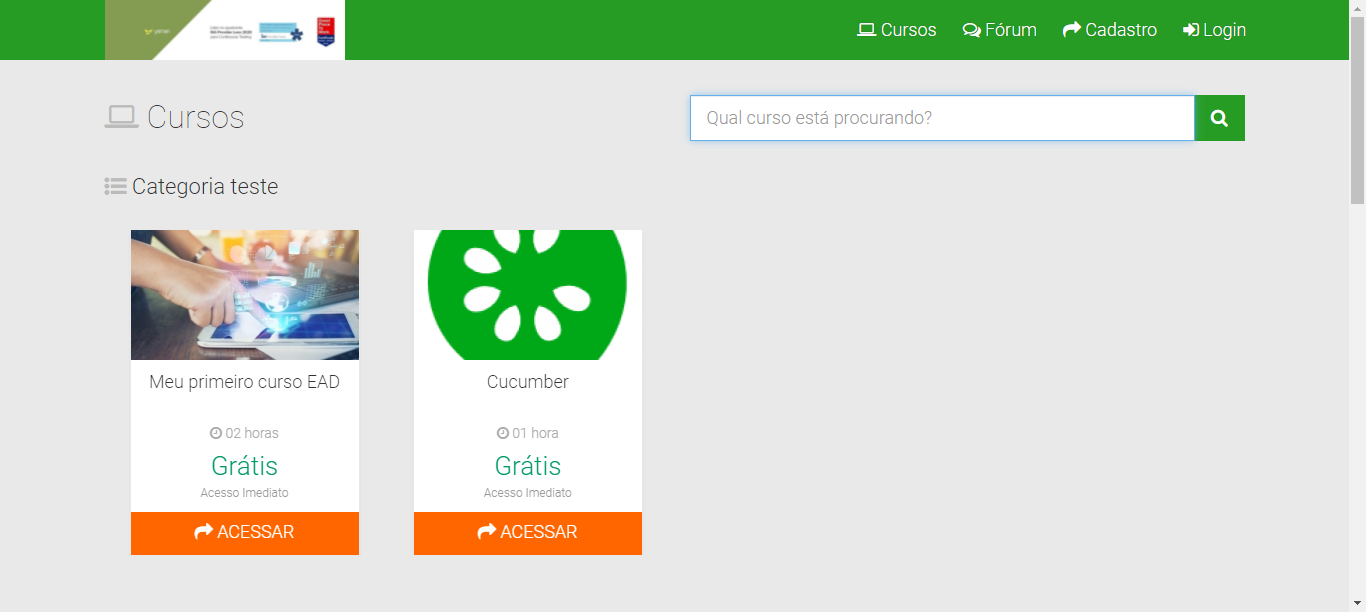 Cursos
Fórum
Cadastro
Login
Cursos
Qual curso está procurando?
Categoria teste
Meu primeiro curso EAD
02 horas
Grátis
Acesso Imediato
ACESSAR
Cucumber
01 hora
Grátis
Acesso Imediato
ACESSAR